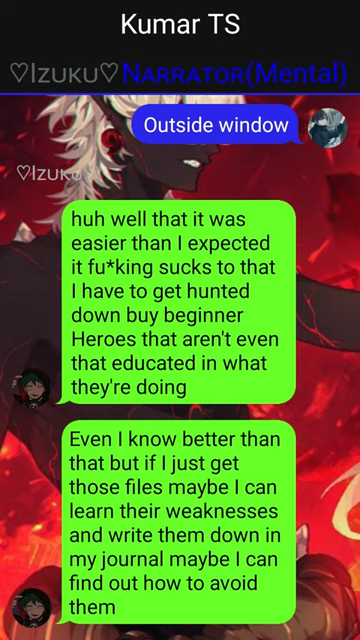 Kumar TS
♡Izuku♡Narrator(Mental)
Outside window
♡Izuku♡
huh well that it was
easier than I expected
it fu*king sucks to that
I have to get hunted
down buy beginner
Heroes that aren't even
that educated in what
they're doing
Even I know better than
that but if I just get
those files maybe I can
learn their weaknesses
and write them down in
my journal maybe I can
find out how to avoid
them